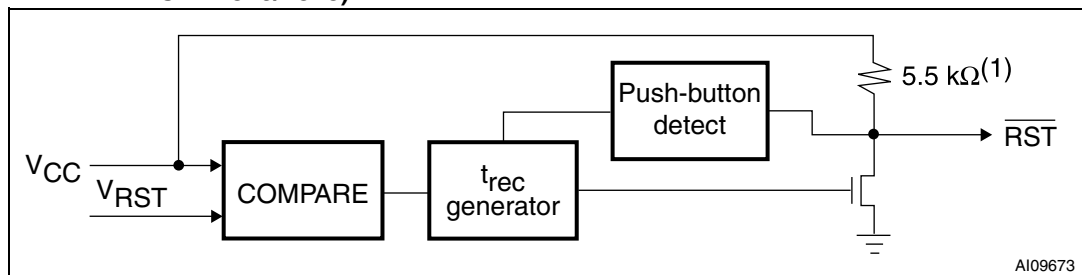 5.5 kΩ(1)
Push-button
detect
RST
VCC
VRST
COMPARE
trec
generator
AI09673